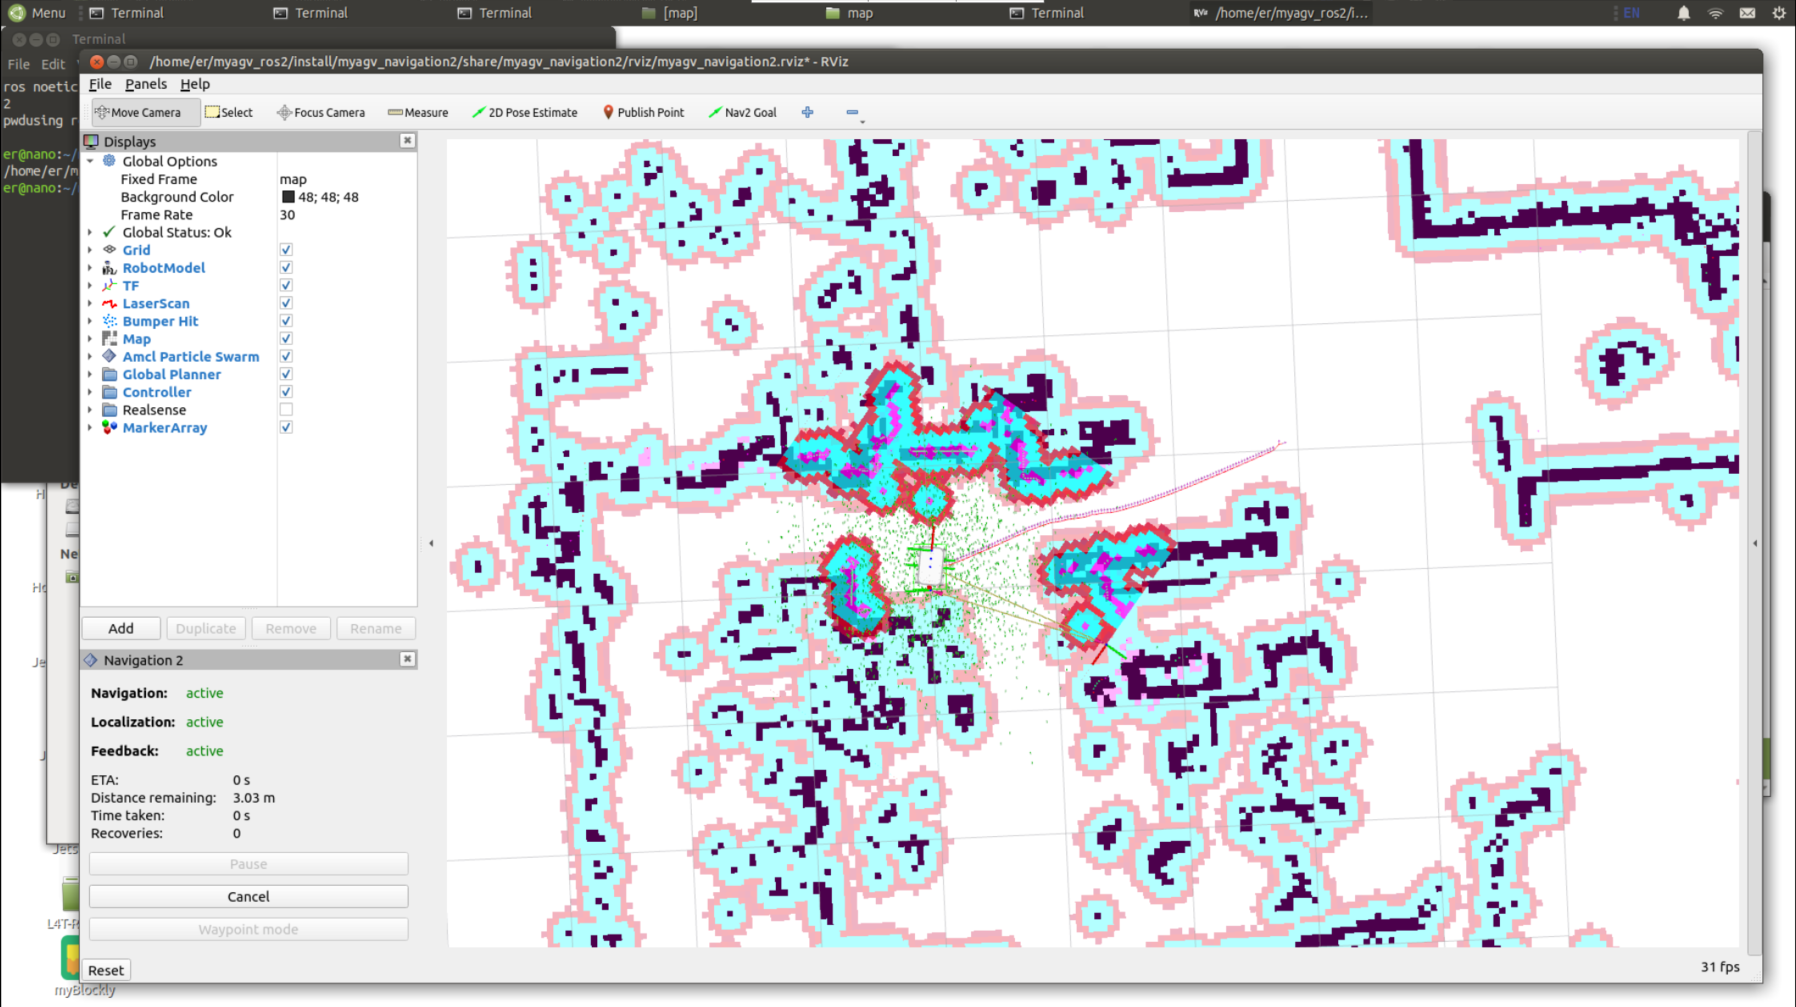 Menu Terminal Terminal Terminal [map] map Terminal /home/er/myagv_ros2/i... EN
Terminal
File Edit
ros noetic
2
pwdusing r
er@nano:~/
/home/er/m
er@nano:~/
/home/er/myagv_ros2/install/myagv_navigation2/share/myagv_navigation2/rviz/myagv_navigation2.rviz* - RViz
File Panels Help
Move Camera Select Focus Camera Measure 2D Pose Estimate Publish Point Nav2 Goal
Displays
Global Options
Fixed Frame map
Background Color 48; 48; 48
Frame Rate 30
Global Status: Ok
Grid
RobotModel
TF
LaserScan
Bumper Hit
Map
Amcl Particle Swarm
Global Planner
Controller
Realsense
MarkerArray
Add Duplicate Remove Rename
Navigation 2
Navigation: active
Localization: active
Feedback: active
ETA: 0 s
Distance remaining: 3.03 m
Time taken: 0 s
Recoveries: 0
Pause
Cancel
Waypoint mode
Reset
31 fps
Ne
L4T-R
myBlockly